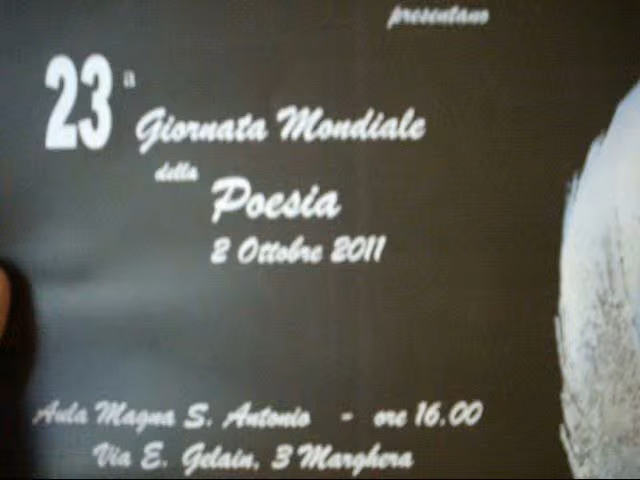 presentano
23a Giornata Mondiale
della
Poesia
2 Ottobre 2011
Aula Magna S. Antonio - ore 16.00
Via E. Gelain, 3 Marghera